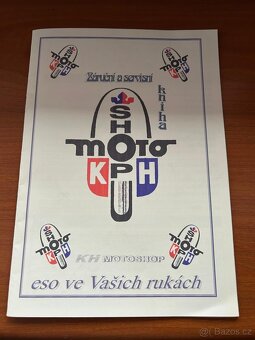 Záruční a servisní
kniha
SHOP
moto
K H
KH MOTOSHOP
eso ve Vašich rukách
Bazos.cz